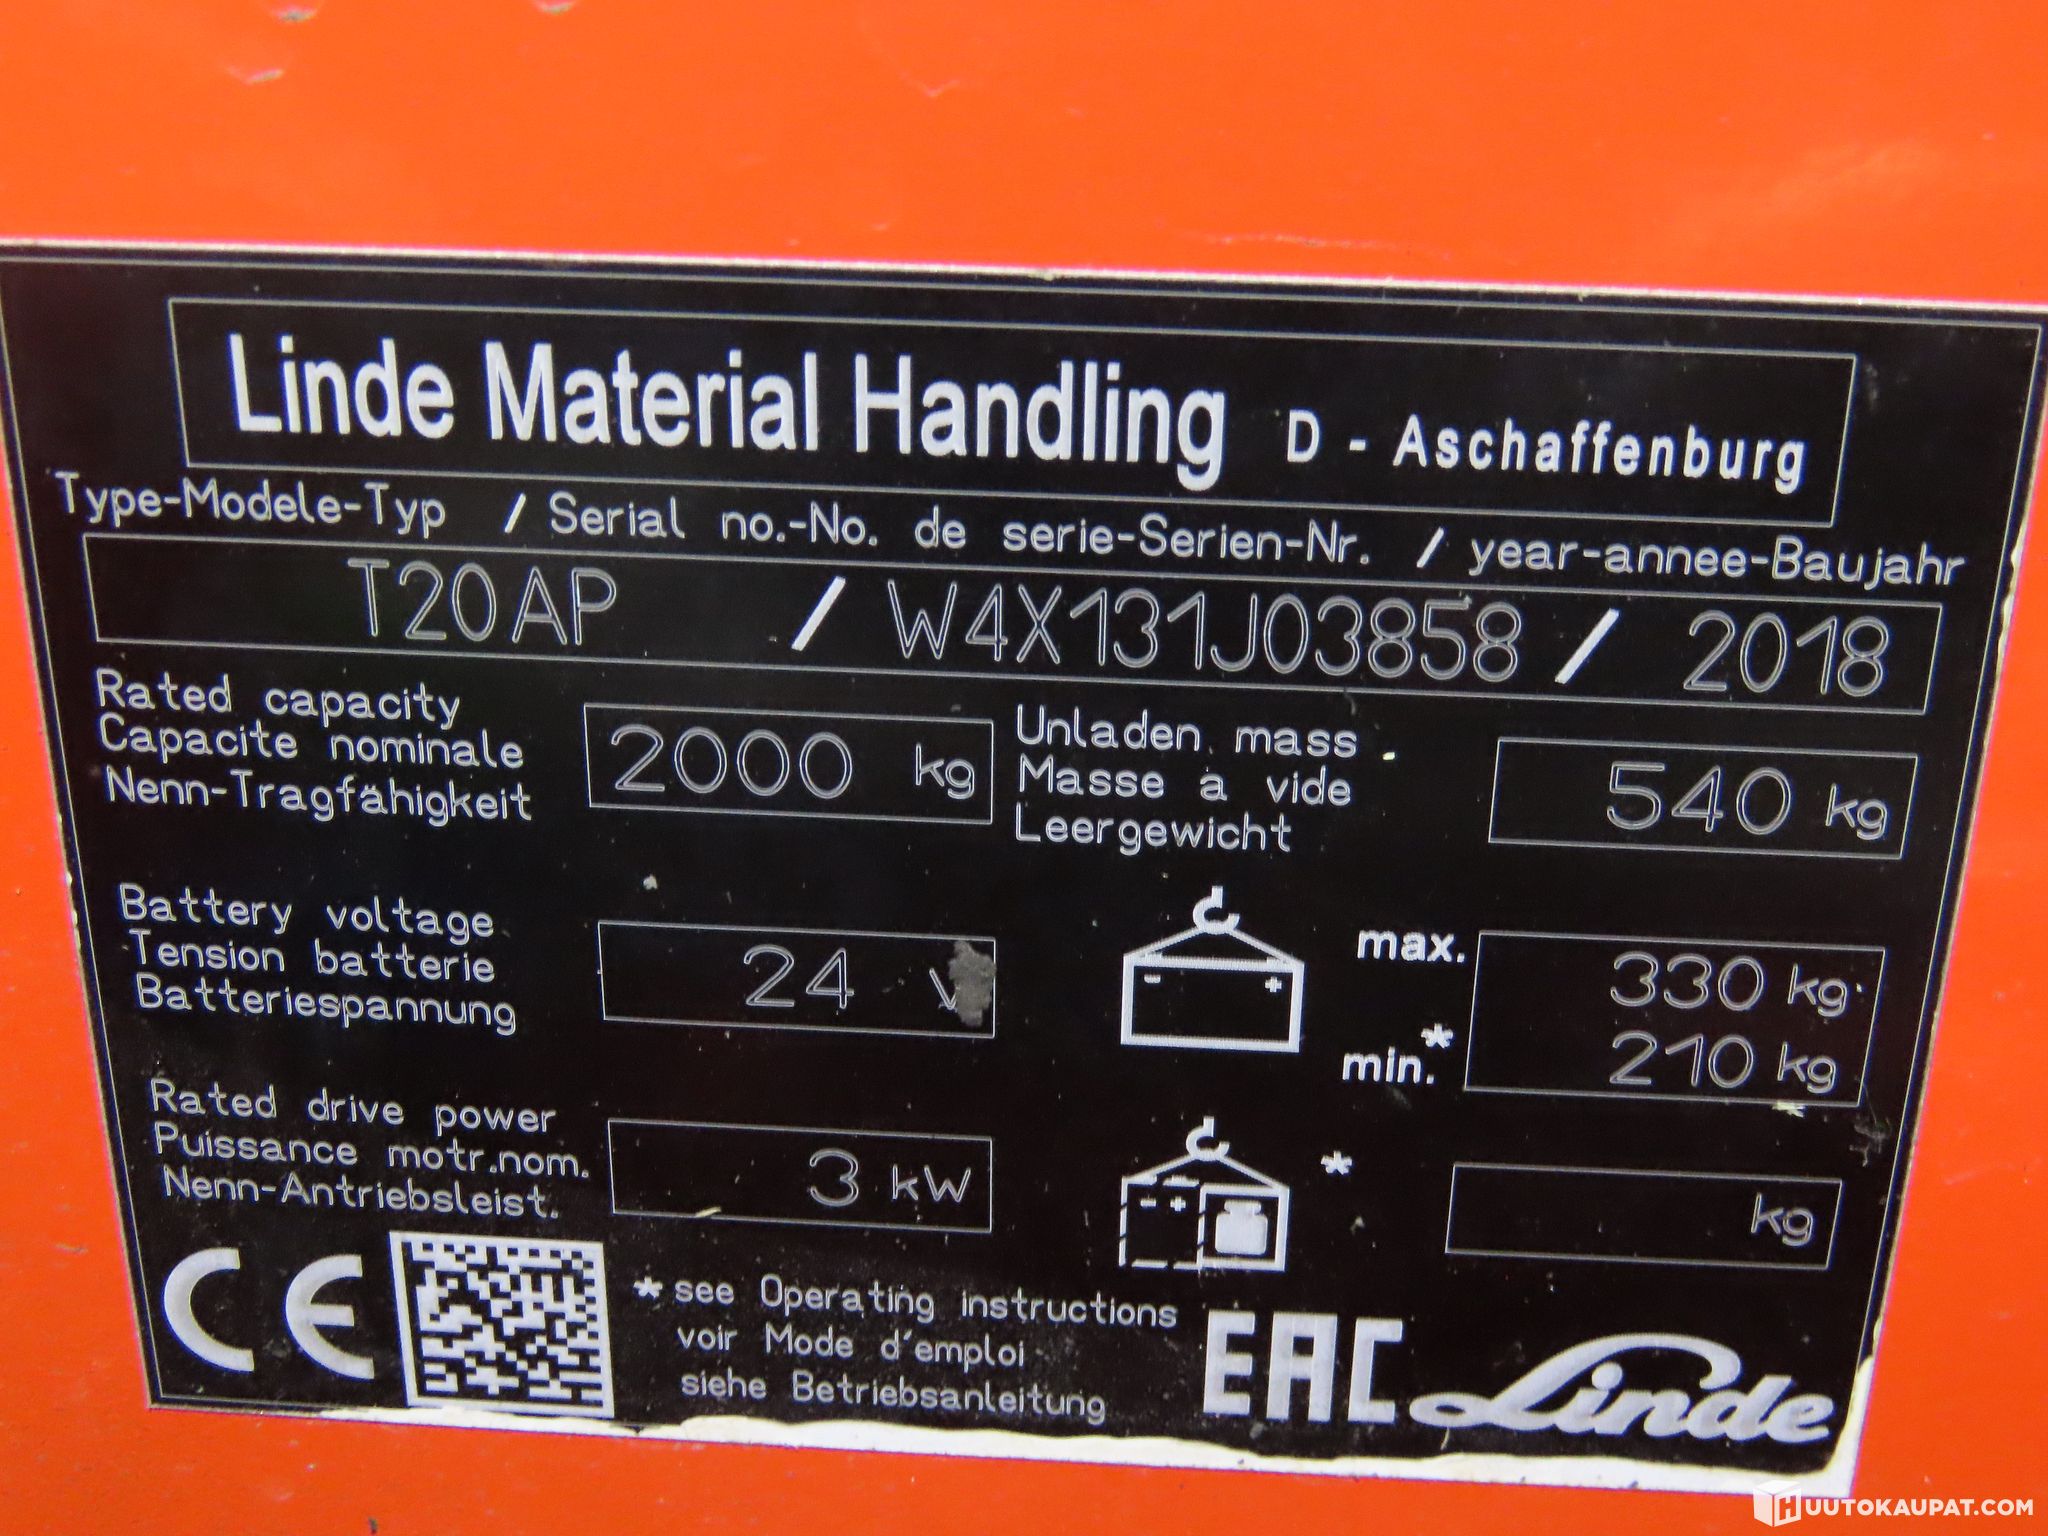 Linde Material Handling D - Aschaffenburg
Type-Modele-Typ / Serial no.-No. de serie-Serien-Nr. / year-annee-Baujahr
T20AP / W4X131J03858 / 2018
Rated capacity
Capacite nominale
Nenn-Tragfähigkeit
2000 kg
Unladen mass
Masse a vide
Leergewicht
540 kg
Battery voltage
Tension batterie
Batteriespannung
24 V
- +
max. 330 kg
min.* 210 kg
Rated drive power
Puissance motr.nom.
Nenn-Antriebsleist.
3 kW
- +
* kg
CE
* see Operating instructions
voir Mode d'emploi
siehe Betriebsanleitung
EAC Linde
HUUTOKAUPAT.COM